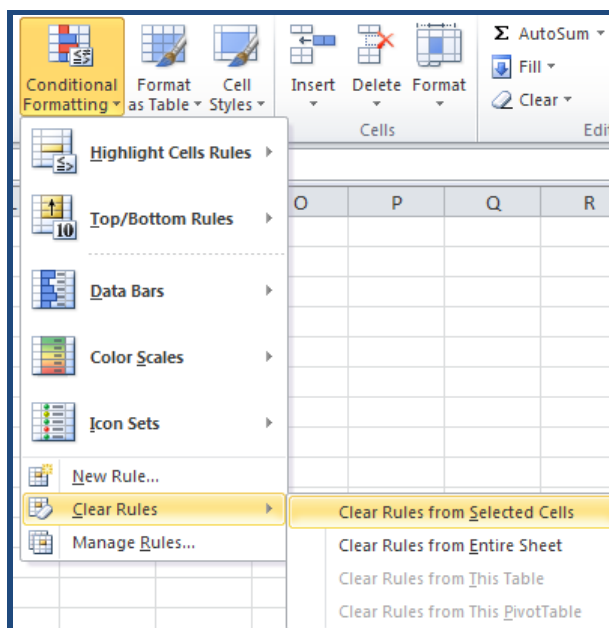 Σ AutoSum
Conditional Formatting
Format as Table
Cell Styles
Insert
Delete
Format
Fill
Clear
Cells
Edi
Highlight Cells Rules
Top/Bottom Rules
10
O P Q R
Data Bars
Color Scales
Icon Sets
New Rule...
Clear Rules
Manage Rules...
Clear Rules from Selected Cells
Clear Rules from Entire Sheet
Clear Rules from This Table
Clear Rules from This PivotTable